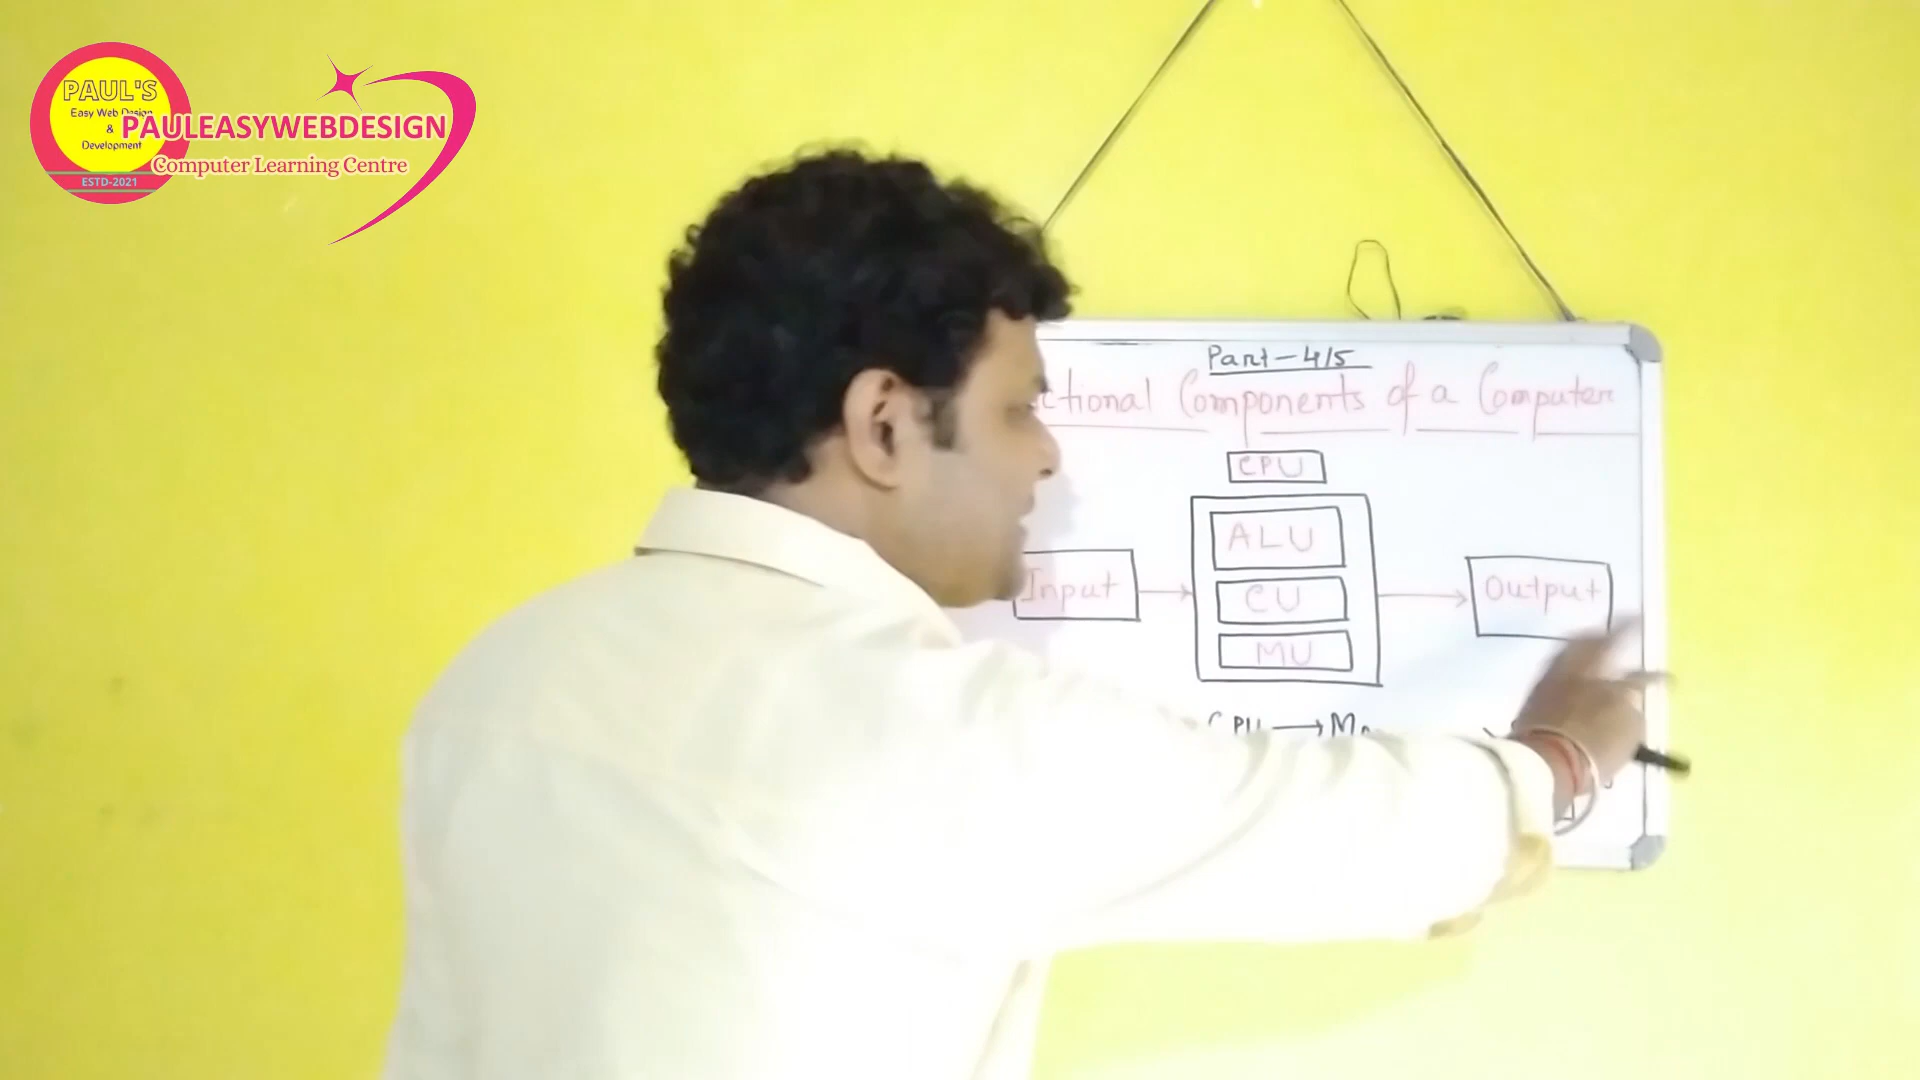 PAUL'S
Easy Web Design
&
Development
ESTD-2021
PAULEASYWEBDESIGN
Computer Learning Centre
Part-4/5
ctional Components of a Computer
CPU
ALU
CU
MU
Input
Output
CPU → Me